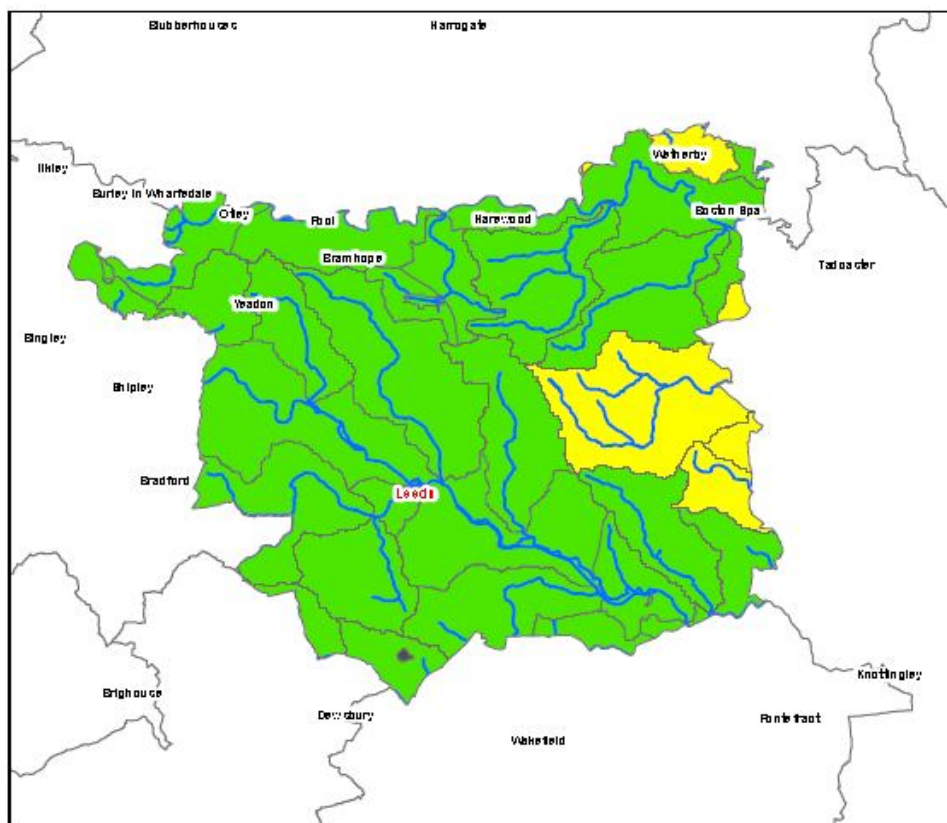 Blubberhouses
Harrogate
Wetherby
Ilkley
Burley in Wharfedale
Otley
Pool
Harewood
Boston Spa
Bramhope
Tadcaster
Yeadon
Bingley
Shipley
Bradford
Leeds
Knottingley
Brighouse
Dewsbury
Pontefract
Wakefield